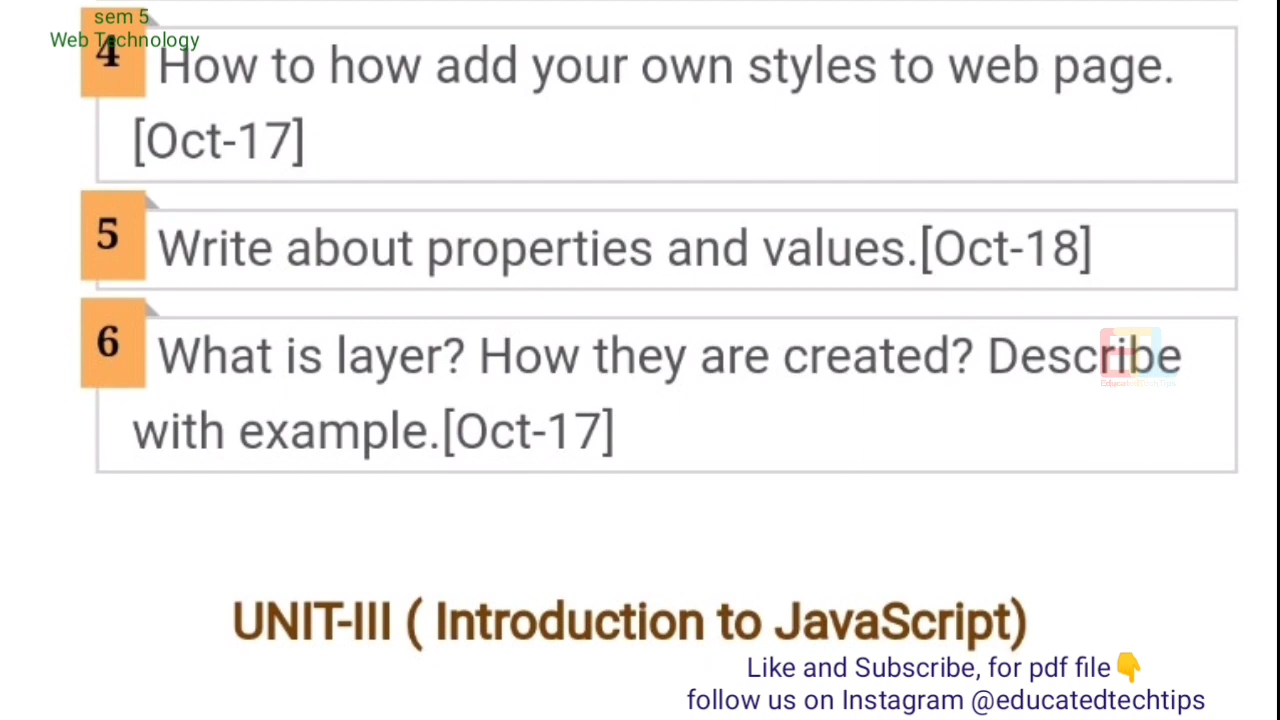 sem 5
Web Technology
4
How to how add your own styles to web page.
[Oct-17]
5
Write about properties and values.[Oct-18]
6
What is layer? How they are created? Describe
with example.[Oct-17]
UNIT-III ( Introduction to JavaScript)
Like and Subscribe, for pdf file👇
follow us on Instagram @educatedtechtips